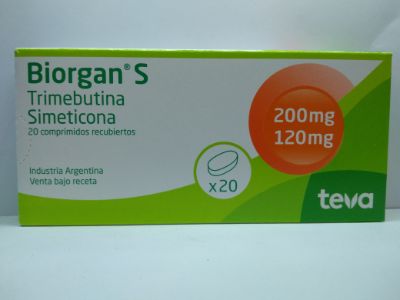 Biorgan® S
Trimebutina
Simeticona
20 comprimidos recubiertos
200mg
120mg
Industria Argentina
Venta bajo receta
x20
teva